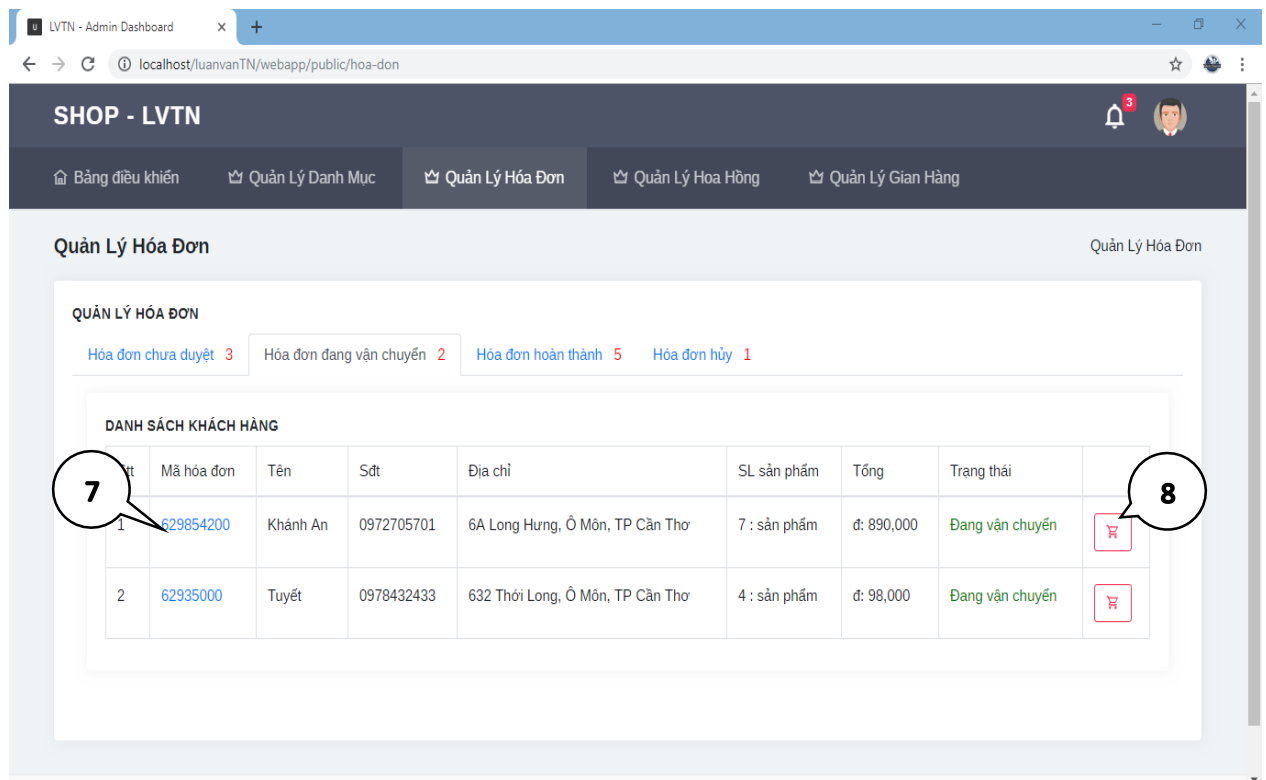 LVTN - Admin Dashboard
localhost/luanvanTN/webapp/public/hoa-don
SHOP - LVTN
3
Bảng điều khiển Quản Lý Danh Mục Quản Lý Hóa Đơn Quản Lý Hoa Hồng Quản Lý Gian Hàng
Quản Lý Hóa Đơn Quản Lý Hóa Đơn
QUẢN LÝ HÓA ĐƠN
Hóa đơn chưa duyệt 3 Hóa đơn đang vận chuyển 2 Hóa đơn hoàn thành 5 Hóa đơn hủy 1
DANH SÁCH KHÁCH HÀNG
Mã hóa đơn Tên Sđt Địa chỉ SL sản phẩm Tổng Trạng thái
7
8
1 629854200 Khánh An 0972705701 6A Long Hưng, Ô Môn, TP Cần Thơ 7 : sản phẩm đ: 890,000 Đang vận chuyển
2 62935000 Tuyết 0978432433 632 Thới Long, Ô Môn, TP Cần Thơ 4 : sản phẩm đ: 98,000 Đang vận chuyển